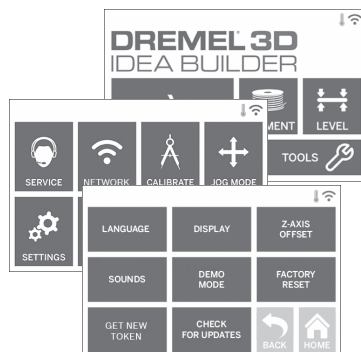 DREMEL® 3D
IDEA BUILDER
MENT
LEVEL
TOOLS
SERVICE
NETWORK
CALIBRATE
JOG MODE
SETTINGS
LANGUAGE
DISPLAY
Z-AXIS
OFFSET
SOUNDS
DEMO
MODE
FACTORY
RESET
GET NEW
TOKEN
CHECK
FOR UPDATES
BACK
HOME